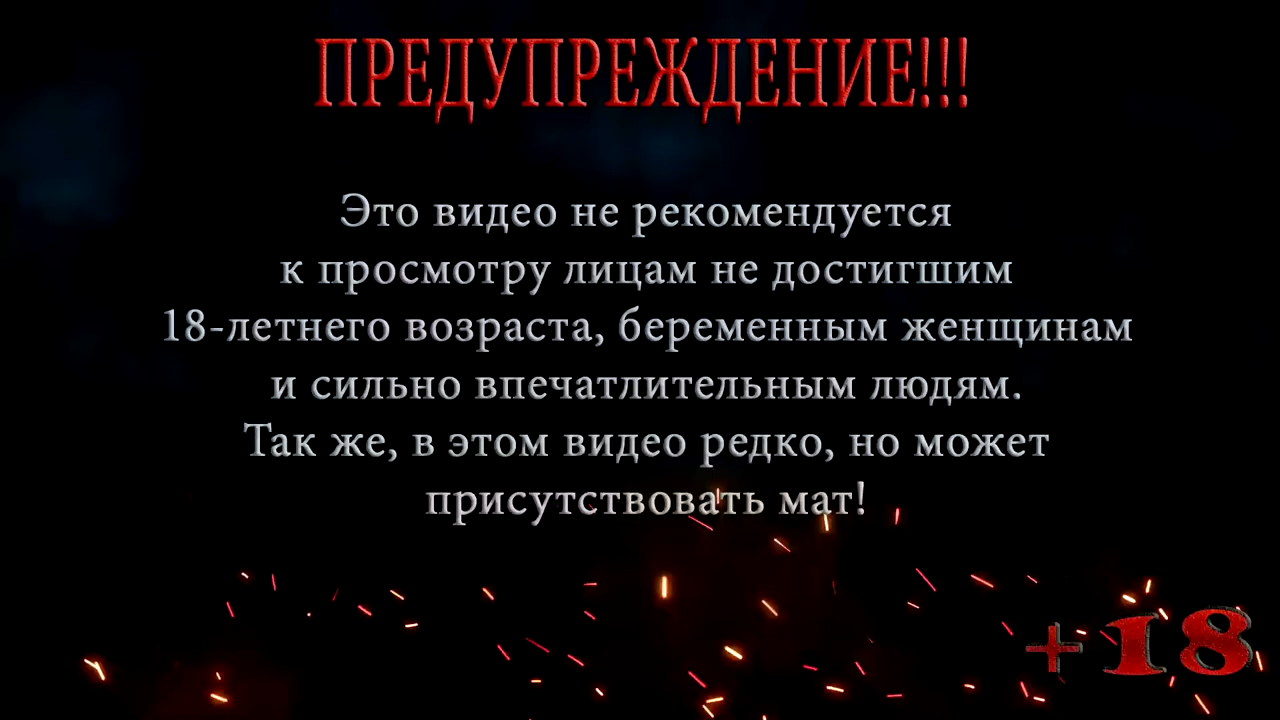 ПРЕДУПРЕЖДЕНИЕ!!!
Это видео не рекомендуется
к просмотру лицам не достигшим
18-летнего возраста, беременным женщинам
и сильно впечатлительным людям.
Так же, в этом видео редко, но может
присутствовать мат!
+18